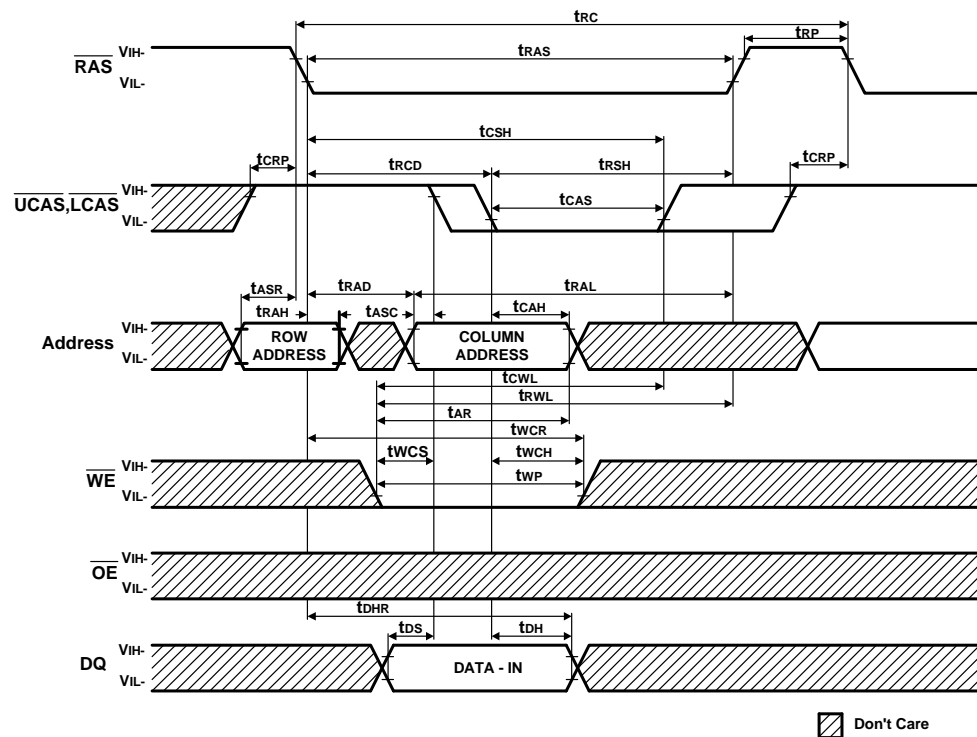 tRC
tRP
VIH-
RAS
tRAS
VIL-
tCSH
tCRP
tRCD
tRSH
tCRP
VIH-
UCAS,LCAS
tCAS
VIL-
tASR
tRAD
tRAL
tRAH
tASC
tCAH
VIH-
Address
ROW
ADDRESS
COLUMN
ADDRESS
VIL-
tCWL
tRWL
tAR
tWCR
tWCS
tWCH
VIH-
WE
tWP
VIL-
VIH-
OE
VIL-
tDHR
tDS
tDH
VIH-
DQ
DATA - IN
VIL-
Don't Care